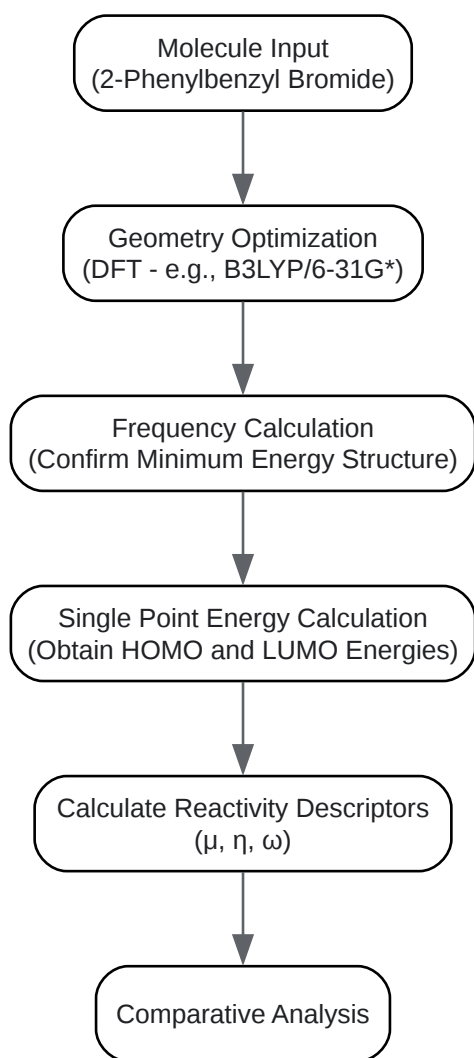 Molecule Input
(2-Phenylbenzyl Bromide)
Geometry Optimization
(DFT - e.g., B3LYP/6-31G*)
Frequency Calculation
(Confirm Minimum Energy Structure)
Single Point Energy Calculation
(Obtain HOMO and LUMO Energies)
Calculate Reactivity Descriptors
(μ, η, ω)
Comparative Analysis